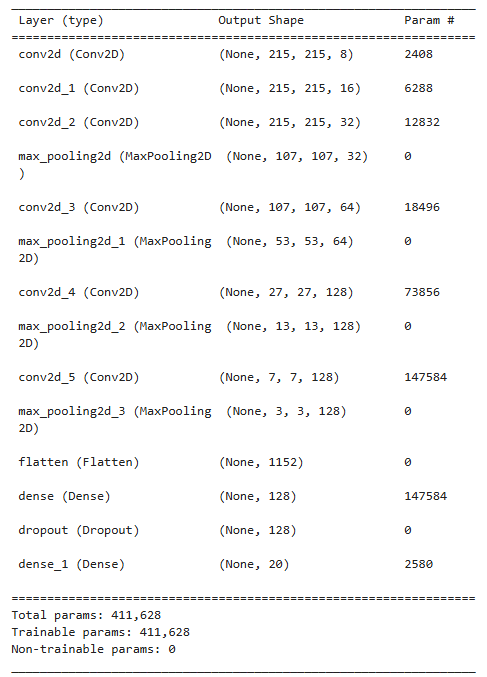 Layer (type) Output Shape Param #
=================================================================
conv2d (Conv2D) (None, 215, 215, 8) 2408
conv2d_1 (Conv2D) (None, 215, 215, 16) 6288
conv2d_2 (Conv2D) (None, 215, 215, 32) 12832
max_pooling2d (MaxPooling2D (None, 107, 107, 32) 0
)
conv2d_3 (Conv2D) (None, 107, 107, 64) 18496
max_pooling2d_1 (MaxPooling (None, 53, 53, 64) 0
2D)
conv2d_4 (Conv2D) (None, 27, 27, 128) 73856
max_pooling2d_2 (MaxPooling (None, 13, 13, 128) 0
2D)
conv2d_5 (Conv2D) (None, 7, 7, 128) 147584
max_pooling2d_3 (MaxPooling (None, 3, 3, 128) 0
2D)
flatten (Flatten) (None, 1152) 0
dense (Dense) (None, 128) 147584
dropout (Dropout) (None, 128) 0
dense_1 (Dense) (None, 20) 2580
=================================================================
Total params: 411,628
Trainable params: 411,628
Non-trainable params: 0